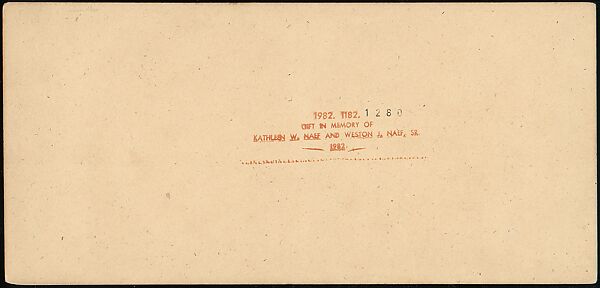 1982. 1182. 1280
GIFT IN MEMORY OF
KATHLEEN W. NAEF AND WESTON J. NAEF, SR.
1982